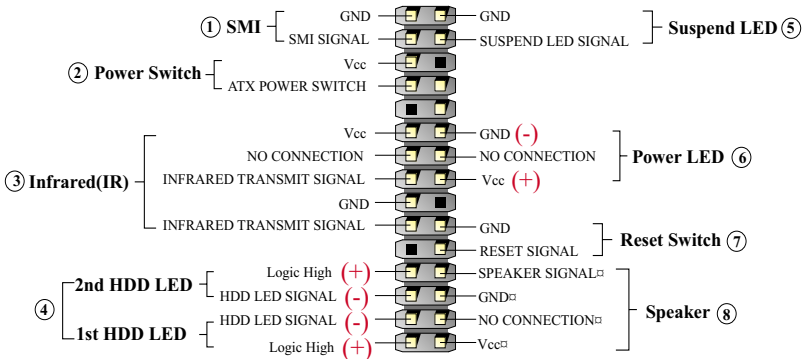 GND GND
① SMI Suspend LED ⑤
SMI SIGNAL SUSPEND LED SIGNAL
Vcc
② Power Switch
ATX POWER SWITCH
Vcc GND (-)
NO CONNECTION NO CONNECTION Power LED ⑥
③ Infrared(IR) INFRARED TRANSMIT SIGNAL Vcc (+)
GND
INFRARED TRANSMIT SIGNAL GND
Reset Switch ⑦
RESET SIGNAL
Logic High (+) SPEAKER SIGNAL¤
2nd HDD LED
HDD LED SIGNAL (-) GND¤
④ Speaker ⑧
HDD LED SIGNAL (-) NO CONNECTION¤
1st HDD LED
Logic High (+) Vcc¤